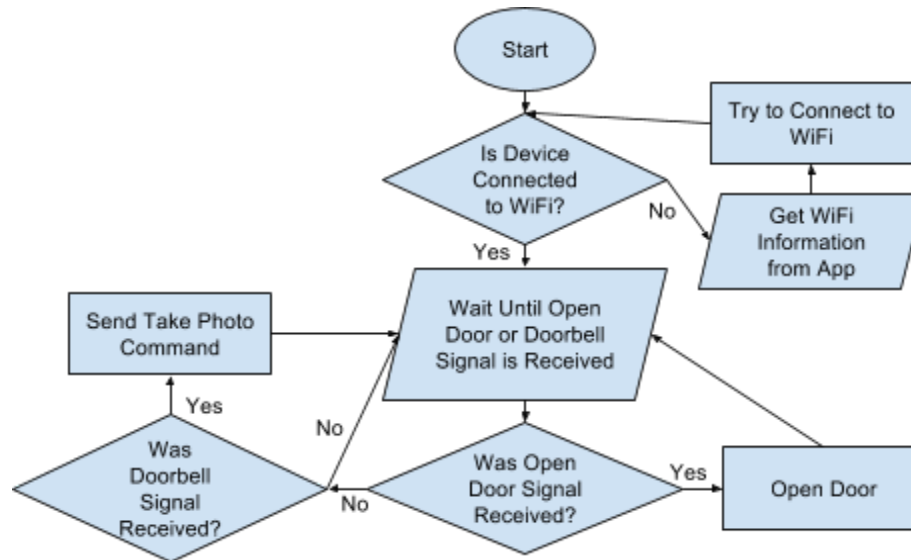 Start
Is Device
Connected
to WiFi?
Try to Connect to
WiFi
No
Get WiFi
Information
from App
Yes
Wait Until Open
Door or Doorbell
Signal is Received
Send Take Photo
Command
Yes
No
Was
Doorbell
Signal
Received?
No
Was Open
Door Signal
Received?
Yes
Open Door